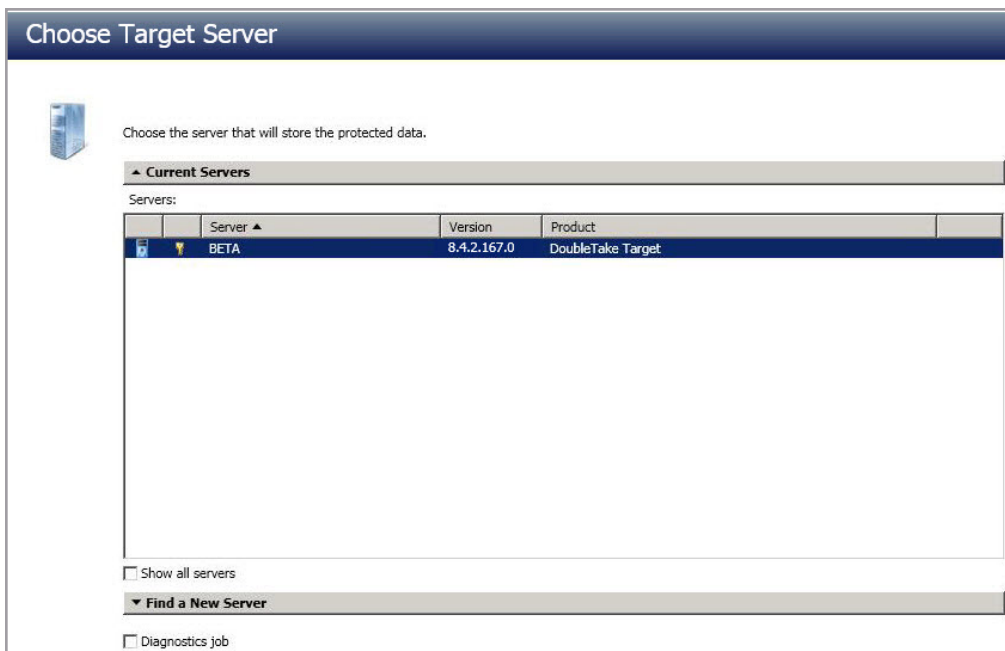 Choose Target Server
Choose the server that will store the protected data.
Current Servers
Servers:
Server Version Product
BETA 8.4.2.167.0 DoubleTake Target
Show all servers
Find a New Server
Diagnostics job